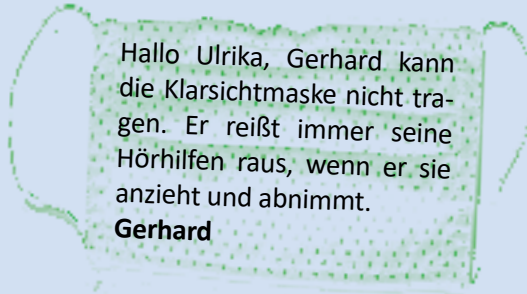 Hallo Ulrika, Gerhard kann
die Klarsichtmaske nicht tra-
gen. Er reißt immer seine
Hörhilfen raus, wenn er sie
anzieht und abnimmt.
Gerhard